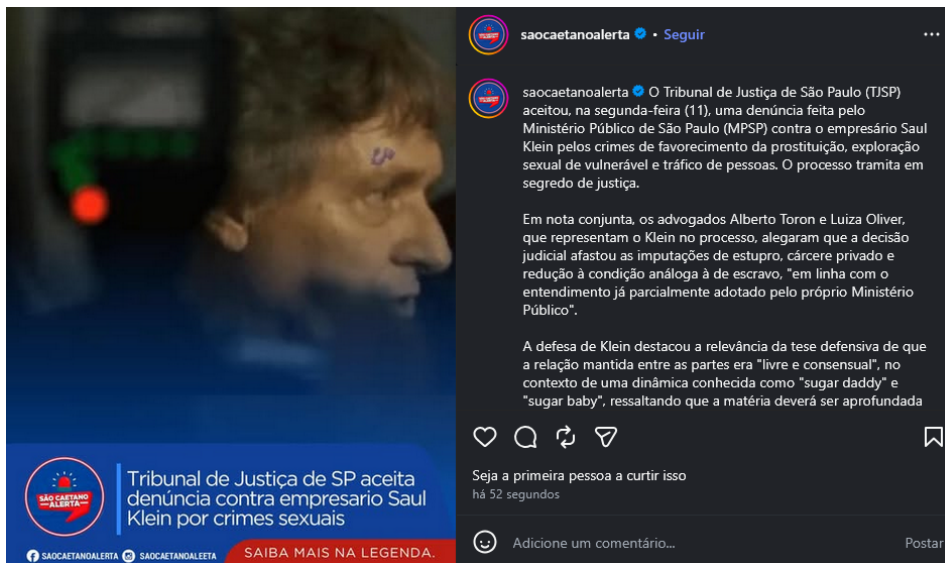 SÃO CAETANO
ALERTA
Tribunal de Justiça de SP aceita
denúncia contra empresario Saul
Klein por crimes sexuais
SAOCAETANOALERTA SAOCAETANOALEETA
SAIBA MAIS NA LEGENDA.
saocaetanoalerta • Seguir
saocaetanoalerta O Tribunal de Justiça de São Paulo (TJSP)
aceitou, na segunda-feira (11), uma denúncia feita pelo
Ministério Público de São Paulo (MPSP) contra o empresário Saul
Klein pelos crimes de favorecimento da prostituição, exploração
sexual de vulnerável e tráfico de pessoas. O processo tramita em
segredo de justiça.
Em nota conjunta, os advogados Alberto Toron e Luiza Oliver,
que representam o Klein no processo, alegaram que a decisão
judicial afastou as imputações de estupro, cárcere privado e
redução à condição análoga à de escravo, "em linha com o
entendimento já parcialmente adotado pelo próprio Ministério
Público".
A defesa de Klein destacou a relevância da tese defensiva de que
a relação mantida entre as partes era "livre e consensual", no
contexto de uma dinâmica conhecida como "sugar daddy" e
"sugar baby", ressaltando que a matéria deverá ser aprofundada
Seja a primeira pessoa a curtir isso
há 52 segundos
Adicione um comentário...
Postar